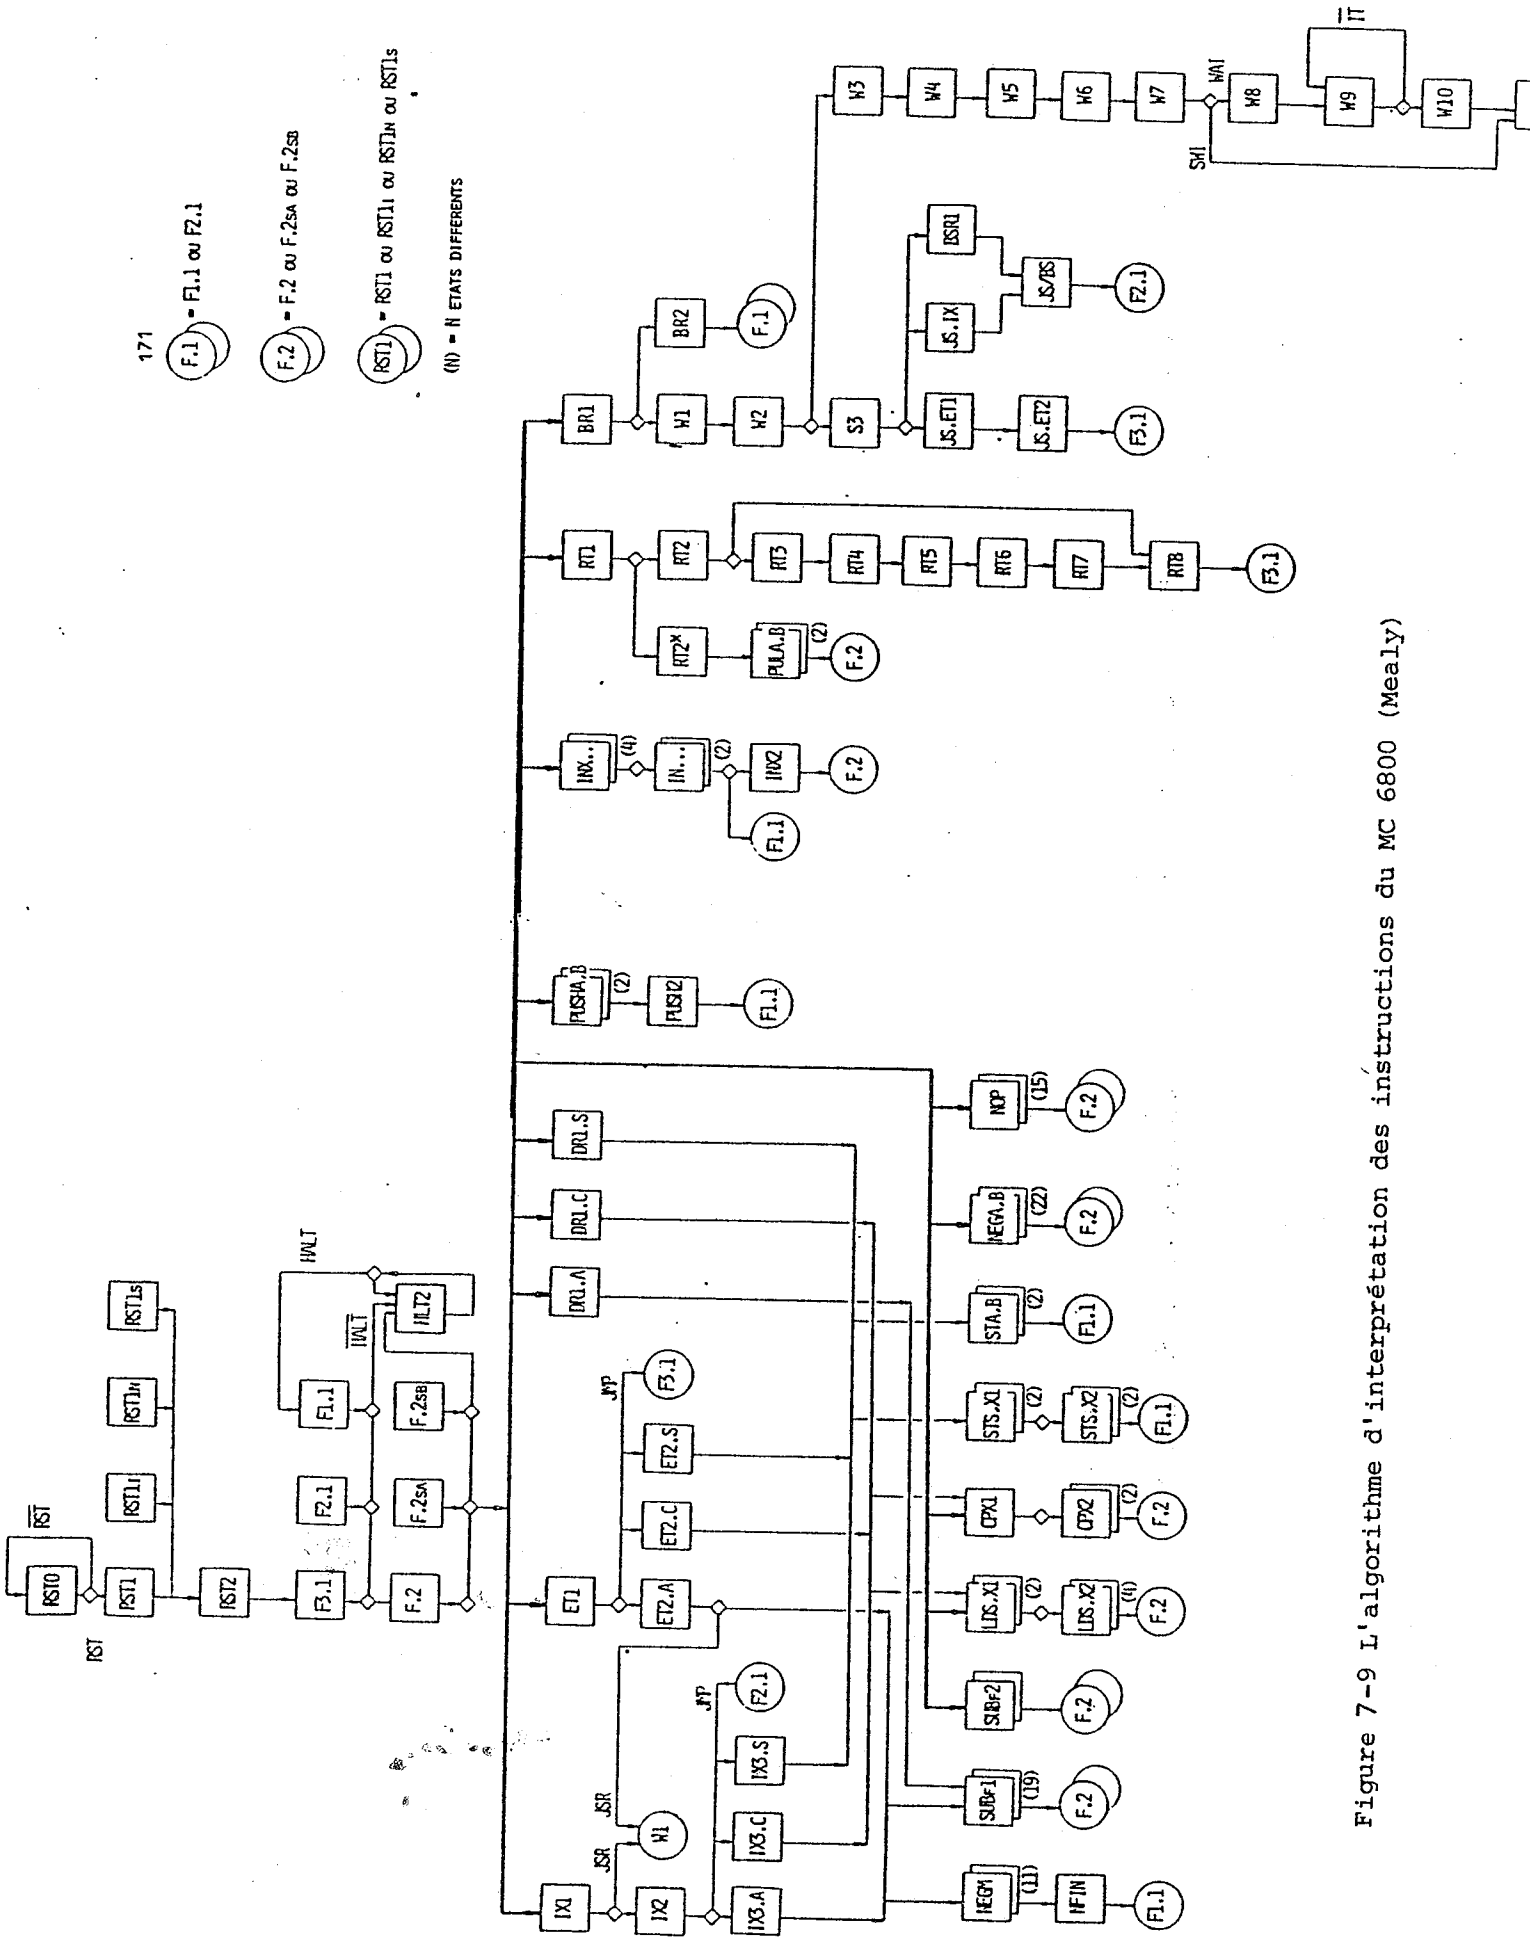 171
F.1 = F1.1 OU F2.1
F.2 = F.2 OU F.2SA OU F.2SB
RST1 = RST1 OU RST1I OU RST1N OU RST1S
(N) = N ETATS DIFFERENTS
RST
RST0
RST
RST1
RST1I
RST1N
RST1S
RST2
F3.1
F2.1
F1.1
HALT
HALT
HLT2
F.2
F.2SA
F.2SB
IX1
ET1
DR1.A
DR1.C
DR1.S
PUSHA.B
(2)
INX..
(4)
RT1
BR1
JSR
JSR
W1
IX2
JMP
F2.1
IX3.A
IX3.C
IX3.S
ET2.A
ET2.C
ET2.S
JMP
F3.1
PUSH2
F1.1
IN...
(2)
F1.1
INX2
F.2
RT2*
PULA.B
(2)
F.2
RT2
RT3
RT4
RT5
RT6
RT7
RT8
F3.1
W1
W2
BR2
F.1
S3
JS.ET1
JS.ET2
F3.1
JS.IX
BSR1
JS/BS
F2.1
W3
W4
W5
W6
W7
SWI
WAI
W8
W9
IT
W10
NEGM
(11)
NFIN
F1.1
SUBF1
(19)
F.2
SUBF2
F.2
LDS.X1
(2)
LDS.X2
(4)
F.2
CPX1
CPX2
(2)
F.2
STS.X1
(2)
STS.X2
(2)
F1.1
STA.B
(2)
F1.1
NEGA.B
(22)
F.2
NOP
(15)
F.2
Figure 7-9 L'algorithme d'interprétation des instructions du MC 6800 (Mealy)